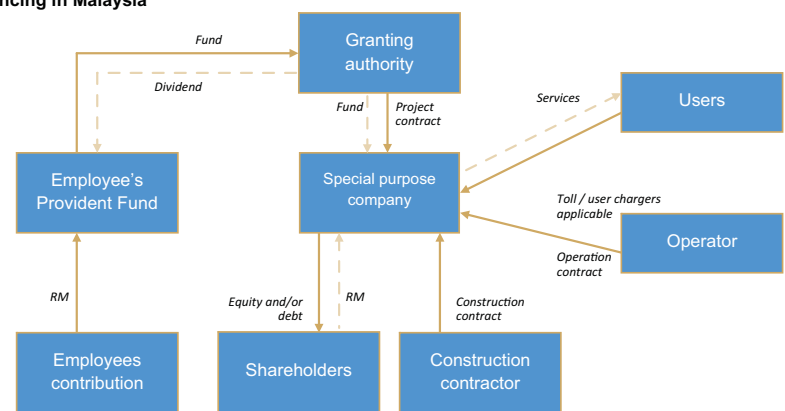 ncing in Malaysia
Fund
Granting
authority
Dividend
Fund
Project
contract
Services
Users
Employee's
Provident Fund
Special purpose
company
Toll / user chargers
applicable
Operator
Operation
contract
RM
Equity and/or
debt
RM
Construction
contract
Employees
contribution
Shareholders
Construction
contractor